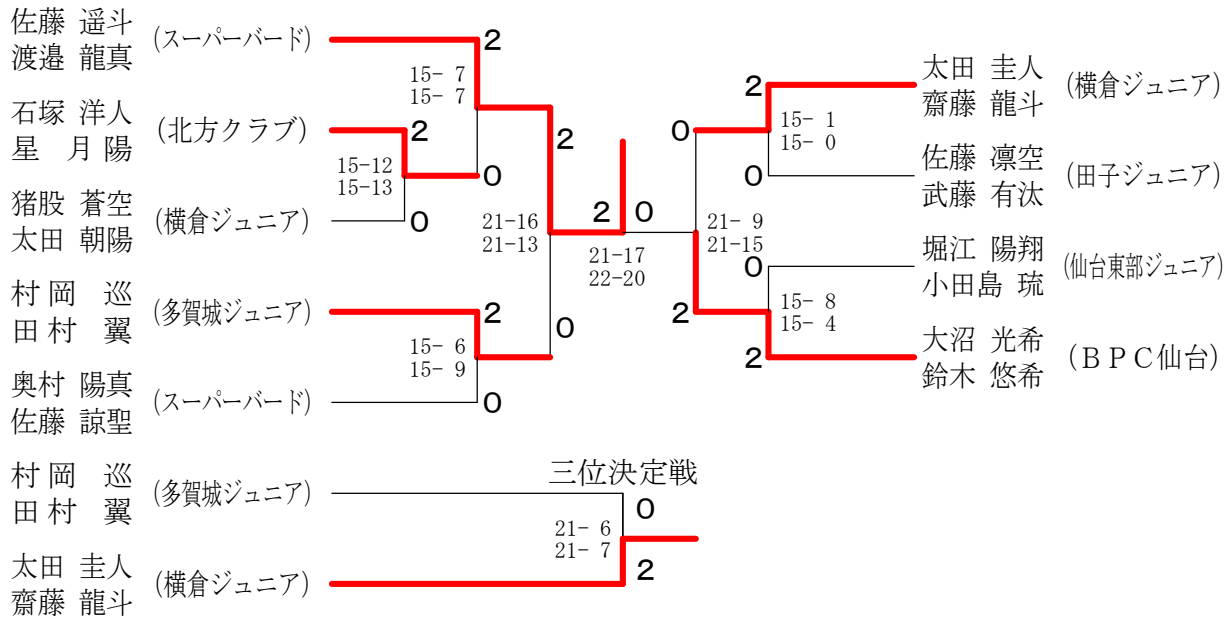 佐藤 遥斗
渡邉 龍真
(スーパーバード)
石塚 洋人
星 月陽
(北方クラブ)
猪股 蒼空
太田 朝陽
(横倉ジュニア)
村岡 巡
田村 翼
(多賀城ジュニア)
奥村 陽真
佐藤 諒聖
(スーパーバード)
2
15- 7
15- 7
0
2
15-12
15-13
0
2
15- 6
15- 9
0
2
21-16
21-13
0
2 0
21-17
22-20
0
21- 9
21-15
2
2
15- 1
15- 0
0
0
15- 8
15- 4
2
太田 圭人
齋藤 龍斗
(横倉ジュニア)
佐藤 凛空
武藤 有汰
(田子ジュニア)
堀江 陽翔
小田島 琉
(仙台東部ジュニア)
大沼 光希
鈴木 悠希
(BPC仙台)
三位決定戦
村岡 巡
田村 翼
(多賀城ジュニア)
太田 圭人
齋藤 龍斗
(横倉ジュニア)
0
21- 6
21- 7
2